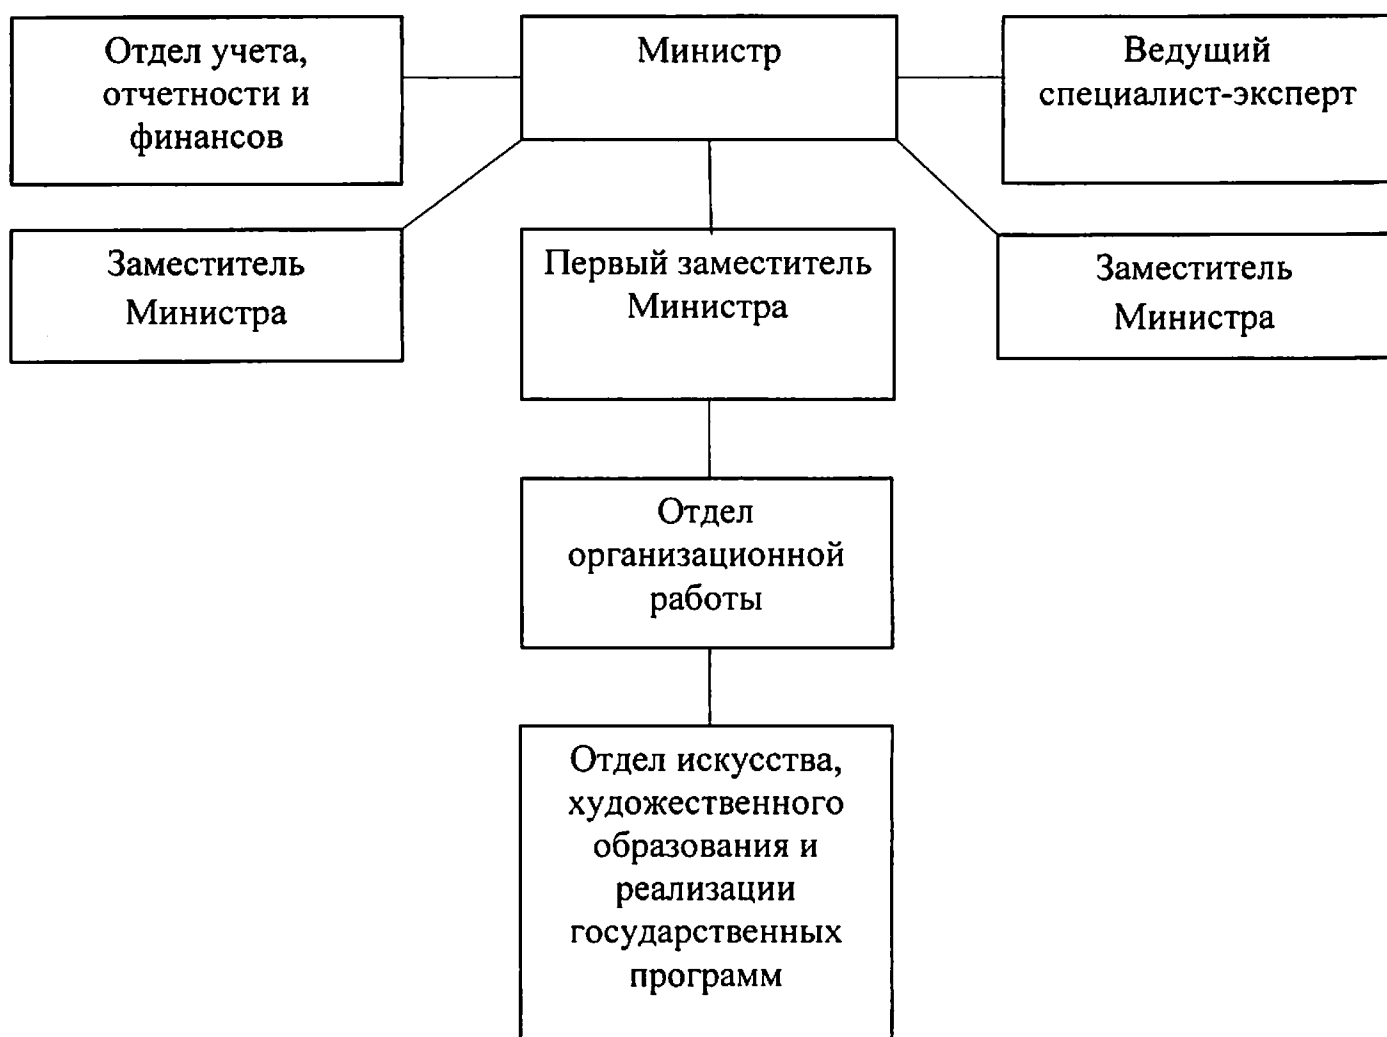 Отдел учета,
отчетности и
финансов
Министр
Ведущий
специалист-эксперт
Заместитель
Министра
Первый заместитель
Министра
Заместитель
Министра
Отдел
организационной
работы
Отдел искусства,
художественного
образования и
реализации
государственных
программ